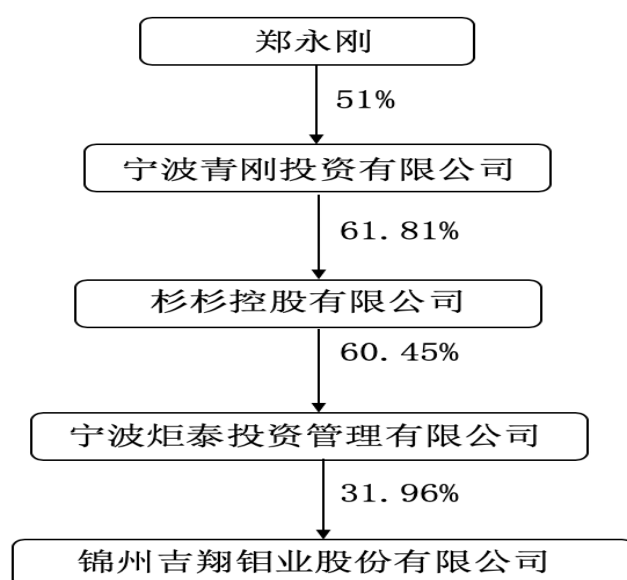 郑永刚
51%
宁波青刚投资有限公司
61.81%
杉杉控股有限公司
60.45%
宁波炬泰投资管理有限公司
31.96%
锦州吉翔钼业股份有限公司